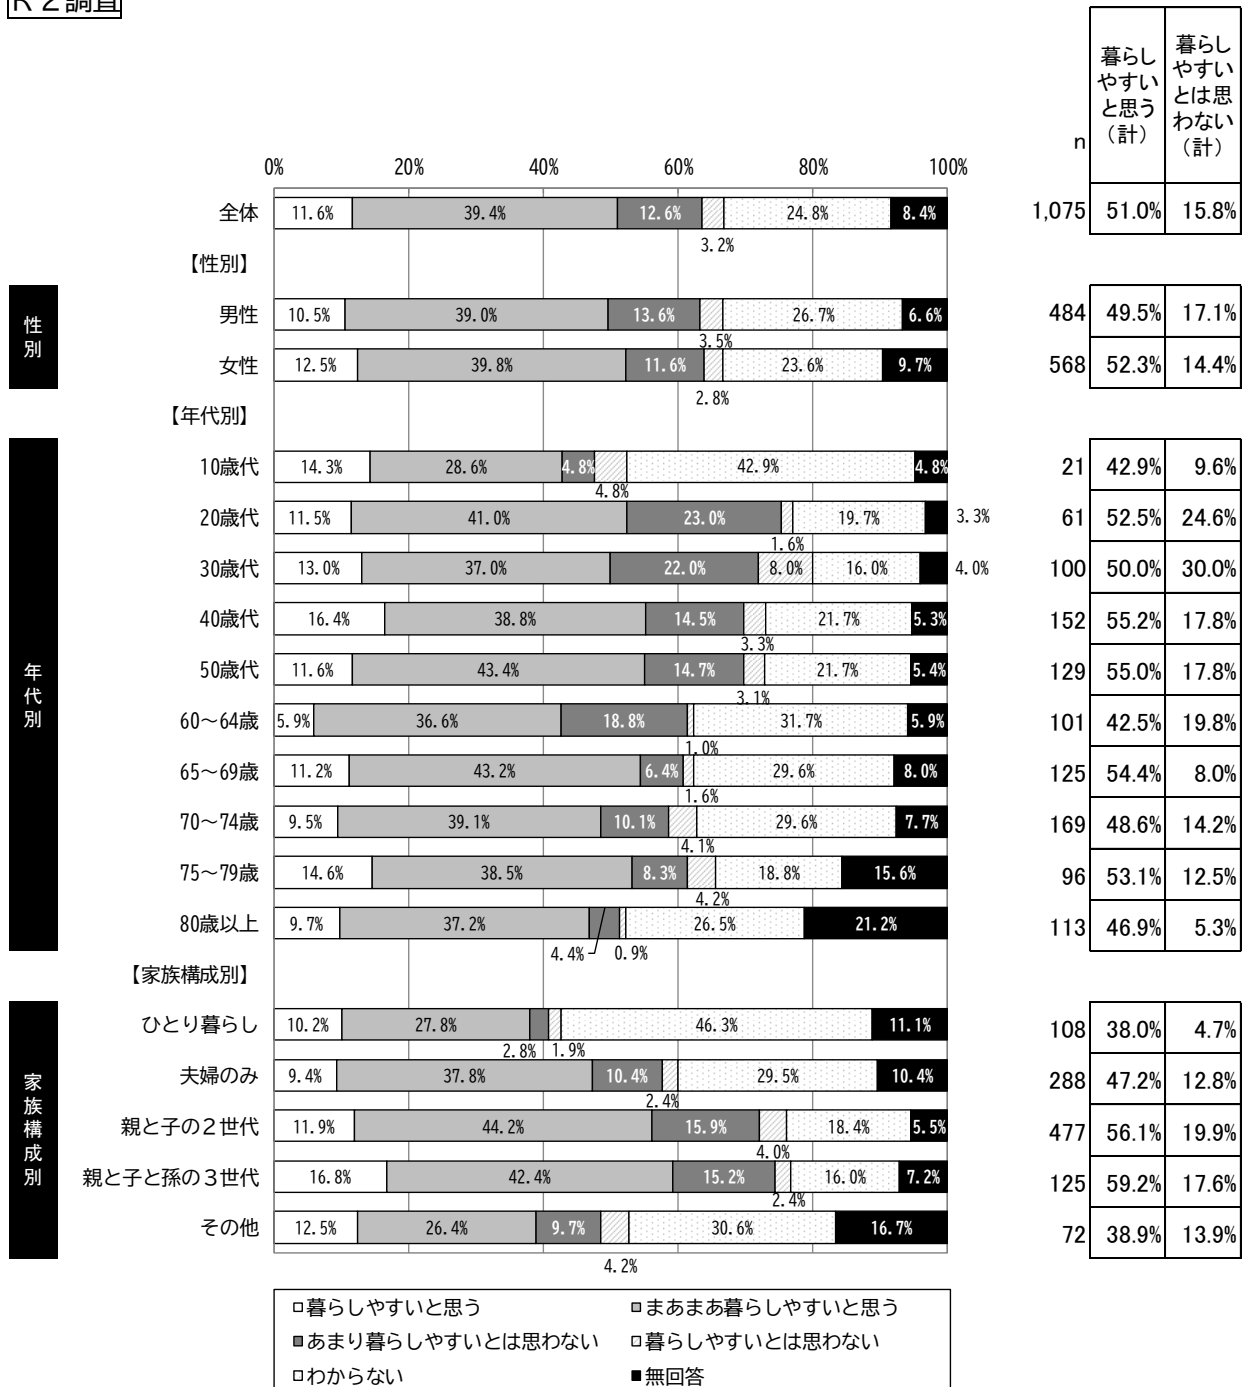 R2調査
暮らし
やすい
と思う
（計）
暮らし
やすい
とは思
わない
（計）
n
0% 20% 40% 60% 80% 100%
全体 11.6% 39.4% 12.6% 24.8% 8.4% 1,075 51.0% 15.8%
3.2%
【性別】
性別
男性 10.5% 39.0% 13.6% 26.7% 6.6% 484 49.5% 17.1%
3.5%
女性 12.5% 39.8% 11.6% 23.6% 9.7% 568 52.3% 14.4%
2.8%
【年代別】
年代別
10歳代 14.3% 28.6% 4.8% 42.9% 4.8% 21 42.9% 9.6%
4.8%
20歳代 11.5% 41.0% 23.0% 19.7% 3.3% 61 52.5% 24.6%
1.6%
30歳代 13.0% 37.0% 22.0% 8.0% 16.0% 4.0% 100 50.0% 30.0%
40歳代 16.4% 38.8% 14.5% 21.7% 5.3% 152 55.2% 17.8%
3.3%
50歳代 11.6% 43.4% 14.7% 21.7% 5.4% 129 55.0% 17.8%
3.1%
60～64歳 5.9% 36.6% 18.8% 31.7% 5.9% 101 42.5% 19.8%
1.0%
65～69歳 11.2% 43.2% 6.4% 29.6% 8.0% 125 54.4% 8.0%
1.6%
70～74歳 9.5% 39.1% 10.1% 29.6% 7.7% 169 48.6% 14.2%
4.1%
75～79歳 14.6% 38.5% 8.3% 18.8% 15.6% 96 53.1% 12.5%
4.2%
80歳以上 9.7% 37.2% 26.5% 21.2% 113 46.9% 5.3%
4.4% 0.9%
【家族構成別】
家族構成別
ひとり暮らし 10.2% 27.8% 46.3% 11.1% 108 38.0% 4.7%
2.8% 1.9%
夫婦のみ 9.4% 37.8% 10.4% 29.5% 10.4% 288 47.2% 12.8%
2.4%
親と子の２世代 11.9% 44.2% 15.9% 18.4% 5.5% 477 56.1% 19.9%
4.0%
親と子と孫の３世代 16.8% 42.4% 15.2% 16.0% 7.2% 125 59.2% 17.6%
2.4%
その他 12.5% 26.4% 9.7% 30.6% 16.7% 72 38.9% 13.9%
4.2%
暮らしやすいと思う まあまあ暮らしやすいと思う
あまり暮らしやすいとは思わない 暮らしやすいとは思わない
わからない 無回答